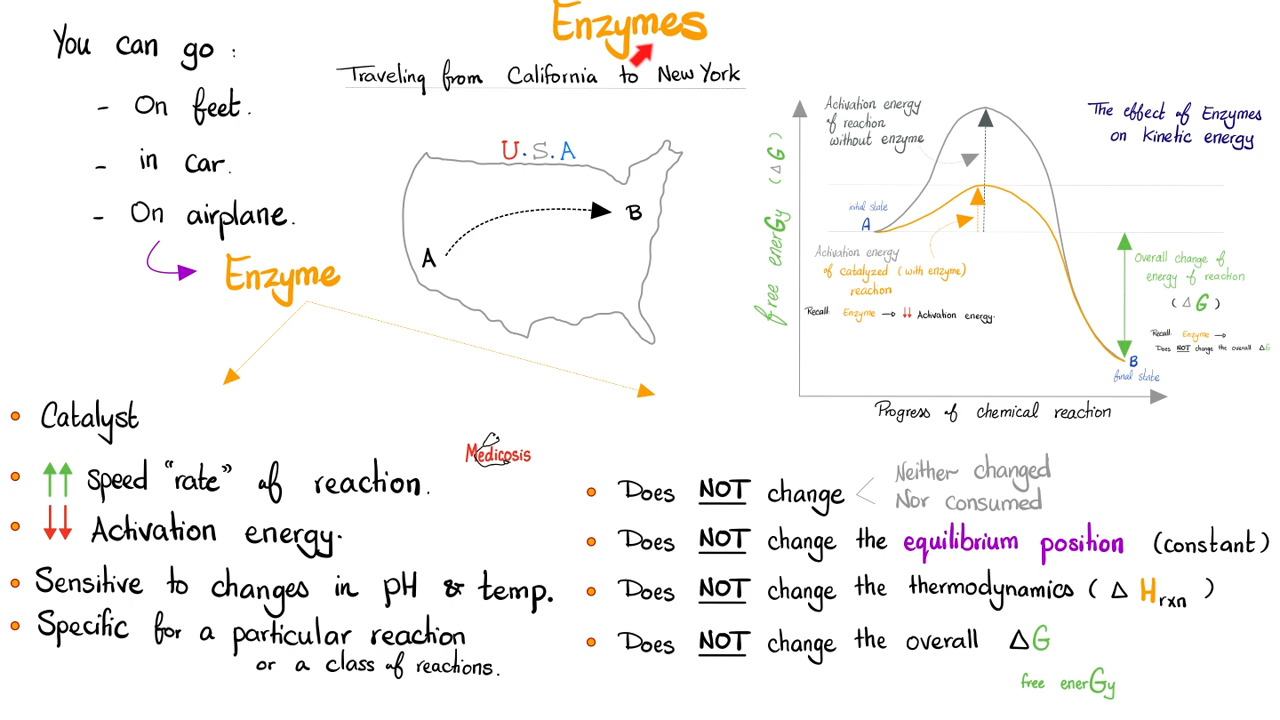 Enzymes
Traveling from California to New York
You can go :
- On feet.
- in car.
- On airplane.
Enzyme
U.S.A
A
B
• Catalyst
• ↑↑ Speed "rate" of reaction.
• ↓↓ Activation energy.
• Sensitive to changes in pH & temp.
• Specific for a particular reaction
or a class of reactions.
Medicosis
The effect of Enzymes
on kinetic energy
free enerGy (ΔG)
Activation energy
of reaction
without enzyme
initial state
A
Activation energy
of catalyzed (with enzyme)
reaction
Recall Enzyme → ↓↓ Activation energy.
Overall change of
energy of reaction
(ΔG)
Recall Enzyme →
Does NOT change the overall ΔG
B
final state
Progress of chemical reaction
• Does NOT change < Neither changed
Nor consumed
• Does NOT change the equilibrium position (constant)
• Does NOT change the thermodynamics (Δ Hrxn)
• Does NOT change the overall ΔG
free enerGy